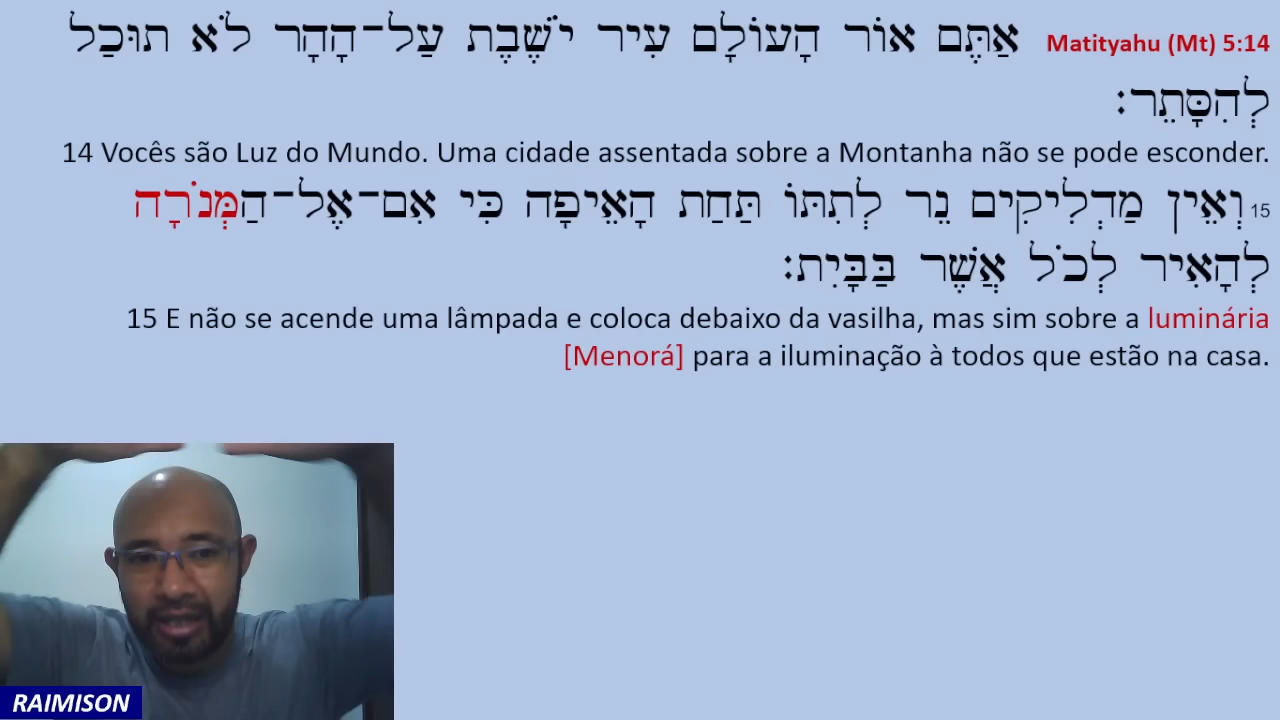 Matityahu (Mt) 5:14 אַתֶּם אוֹר הָעוֹלָם עִיר יֹשֶׁבֶת עַל־הָהָר לֹא תוּכַל
לְהִסָּתֵר׃
14 Vocês são Luz do Mundo. Uma cidade assentada sobre a Montanha não se pode esconder.
15 וְאֵין מַדְלִיקִים נֵר לְתִתּוֹ תַּחַת הָאֵיפָה כִּי אִם־אֶל־הַמְּנֹרָה
לְהָאִיר לְכֹל אֲשֶׁר בַּבָּיִת׃
15 E não se acende uma lâmpada e coloca debaixo da vasilha, mas sim sobre a luminária
[Menorá] para a iluminação à todos que estão na casa.
RAIMISON